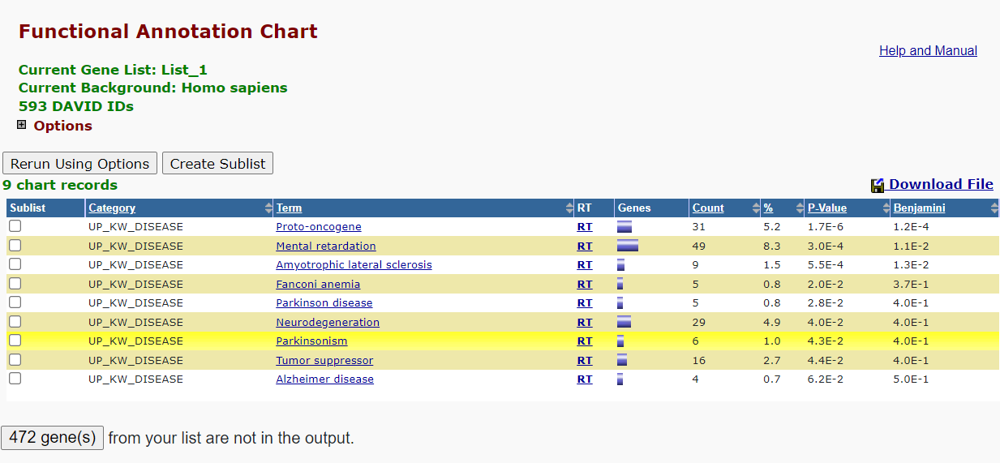 Functional Annotation Chart
Help and Manual
Current Gene List: List_1
Current Background: Homo sapiens
593 DAVID IDs
Options
Rerun Using Options Create Sublist
9 chart records Download File
Sublist Category Term RT Genes Count % P-Value Benjamini
UP_KW_DISEASE Proto-oncogene RT 31 5.2 1.7E-6 1.2E-4
UP_KW_DISEASE Mental retardation RT 49 8.3 3.0E-4 1.1E-2
UP_KW_DISEASE Amyotrophic lateral sclerosis RT 9 1.5 5.5E-4 1.3E-2
UP_KW_DISEASE Fanconi anemia RT 5 0.8 2.0E-2 3.7E-1
UP_KW_DISEASE Parkinson disease RT 5 0.8 2.8E-2 4.0E-1
UP_KW_DISEASE Neurodegeneration RT 29 4.9 4.0E-2 4.0E-1
UP_KW_DISEASE Parkinsonism RT 6 1.0 4.3E-2 4.0E-1
UP_KW_DISEASE Tumor suppressor RT 16 2.7 4.4E-2 4.0E-1
UP_KW_DISEASE Alzheimer disease RT 4 0.7 6.2E-2 5.0E-1
472 gene(s) from your list are not in the output.